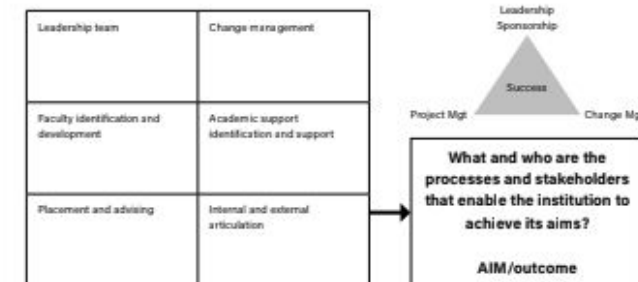 Leadership team
Change management
Leadership
Sponsorship
Success
Project Mgt
Change Mg
Faculty identification and
development
Academic support
identification and support
What and who are the
processes and stakeholders
that enable the institution to
achieve its aims?
AIM/outcome
Placement and advising
Internal and external
articulation